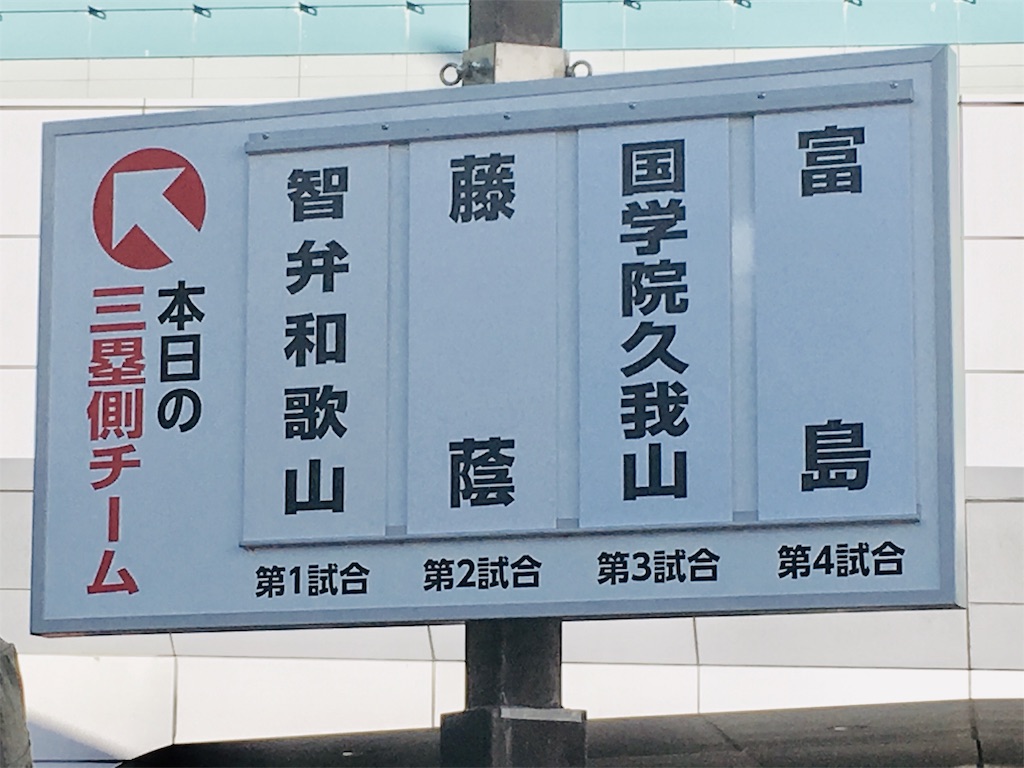 本日の
三塁側チーム
智弁和歌山
第1試合
藤蔭
第2試合
国学院久我山
第3試合
富島
第4試合